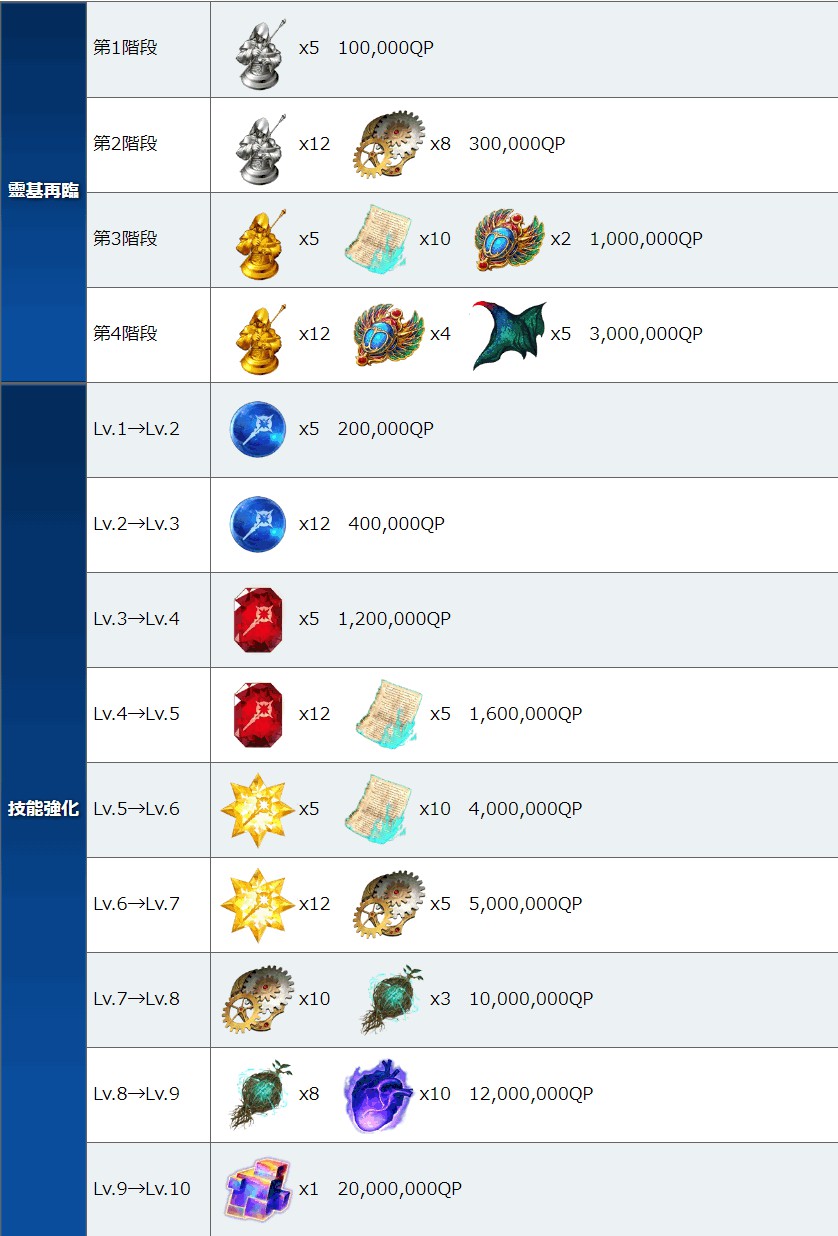 靈基再臨
第1階段 x5 100,000QP
第2階段 x12 x8 300,000QP
第3階段 x5 x10 x2 1,000,000QP
第4階段 x12 x4 x5 3,000,000QP
技能強化
Lv.1→Lv.2 x5 200,000QP
Lv.2→Lv.3 x12 400,000QP
Lv.3→Lv.4 x5 1,200,000QP
Lv.4→Lv.5 x12 x5 1,600,000QP
Lv.5→Lv.6 x5 x10 4,000,000QP
Lv.6→Lv.7 x12 x5 5,000,000QP
Lv.7→Lv.8 x10 x3 10,000,000QP
Lv.8→Lv.9 x8 x10 12,000,000QP
Lv.9→Lv.10 x1 20,000,000QP